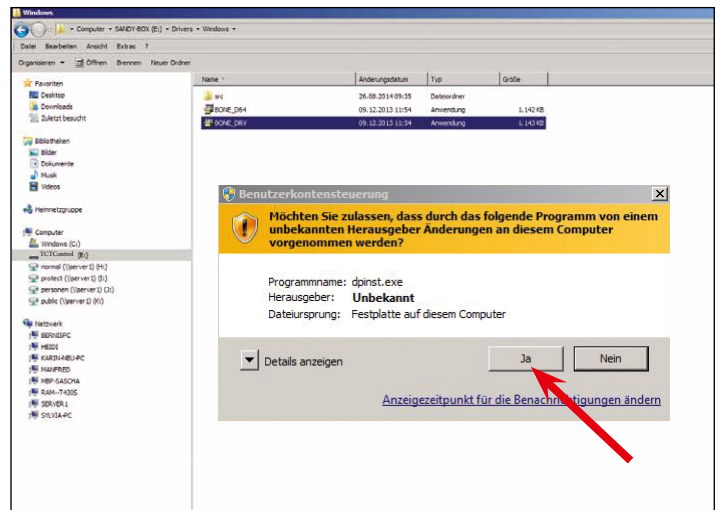 Windows
Computer ▸ SANDY-BOX (E:) ▸ Drivers ▸ Windows
Datei Bearbeiten Ansicht Extras ?
Organisieren Öffnen Brennen Neuer Ordner
Name Änderungsdatum Typ Größe
src 26.08.2014 09:35 Dateiordner
BONE_D64 09.12.2013 11:54 Anwendung 1.142 KB
BONE_DRV 09.12.2013 11:54 Anwendung 1.143 KB
Favoriten
Desktop
Downloads
Zuletzt besucht
Bibliotheken
Bilder
Dokumente
Musik
Videos
Heimnetzgruppe
Computer
Windows (C:)
TCTControl (E:)
normal (\\server1) (H:)
protect (\\server1) (I:)
personen (\\server1) (J:)
public (\\server1) (K:)
Netzwerk
BERNISPC
HEIDI
KARIN-NEU-PC
MANFRED
MBP-SASCHA
RAM--T4305
SERVER1
SYLVIA-PC
Benutzerkontensteuerung
Möchten Sie zulassen, dass durch das folgende Programm von einem
unbekannten Herausgeber Änderungen an diesem Computer
vorgenommen werden?
Programmname: dpinst.exe
Herausgeber: Unbekannt
Dateiursprung: Festplatte auf diesem Computer
Details anzeigen Ja Nein
Anzeigezeitpunkt für die Benachrichtigungen ändern